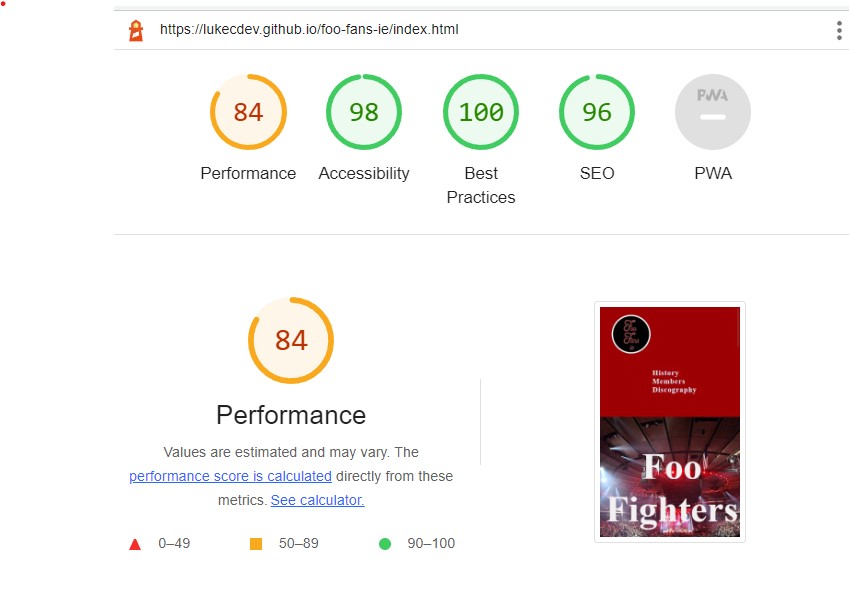 https://lukecdev.github.io/foo-fans-ie/index.html
84
98
100
96
PWA
Performance
Accessibility
Best
Practices
SEO
PWA
84
Performance
Values are estimated and may vary. The
performance score is calculated directly from these
metrics. See calculator.
0–49
50–89
90–100
Foo
Fans
History
Members
Discography
Foo
Fighters